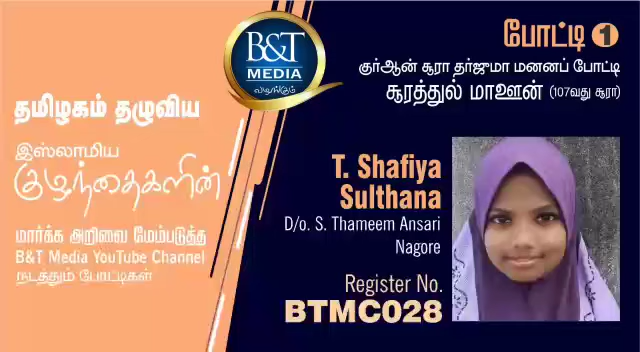 தமிழகம் தழுவிய
இஸ்லாமிய
குழந்தைகளின்
மார்க்க அறிவை மேம்படுத்த
B&T Media YouTube Channel
நடத்தும் போட்டிகள்
B&T
MEDIA
வழங்கும்
போட்டி 1
குர்ஆன் சூரா தர்ஜுமா மனனப் போட்டி
சூரத்துல் மாஊன் (107வது சூரா)
T. Shafiya
Sulthana
D/o. S. Thameem Ansari
Nagore
Register No.
BTMC028